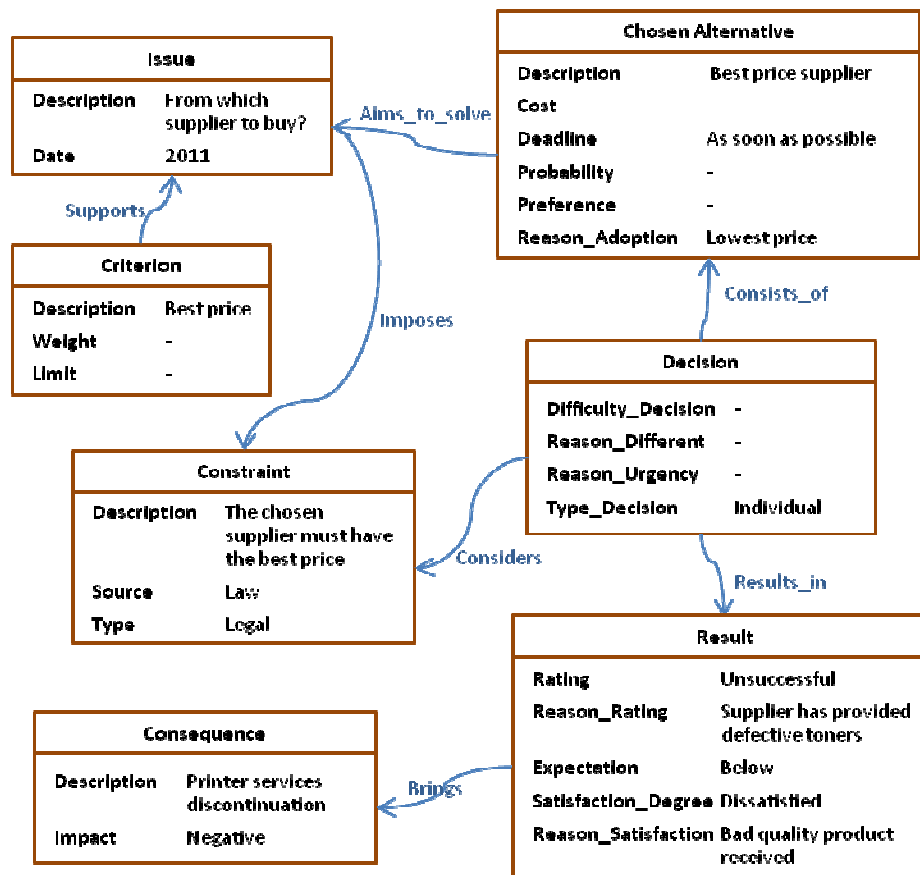 Issue
Description From which
supplier to buy?
Date 2011
Aims_to_solve
Chosen Alternative
Description Best price supplier
Cost
Deadline As soon as possible
Probability -
Preference -
Reason_Adoption Lowest price
Supports
Criterion
Description Best price
Weight -
Limit -
Imposes
Consists_of
Decision
Difficulty_Decision -
Reason_Different -
Reason_Urgency -
Type_Decision Individual
Constraint
Description The chosen
supplier must have
the best price
Source Law
Type Legal
Considers
Results_in
Result
Rating Unsuccessful
Reason_Rating Supplier has provided
defective toners
Expectation Below
Satisfaction_Degree Dissatisfied
Reason_Satisfaction Bad quality product
received
Brings
Consequence
Description Printer services
discontinuation
Impact Negative